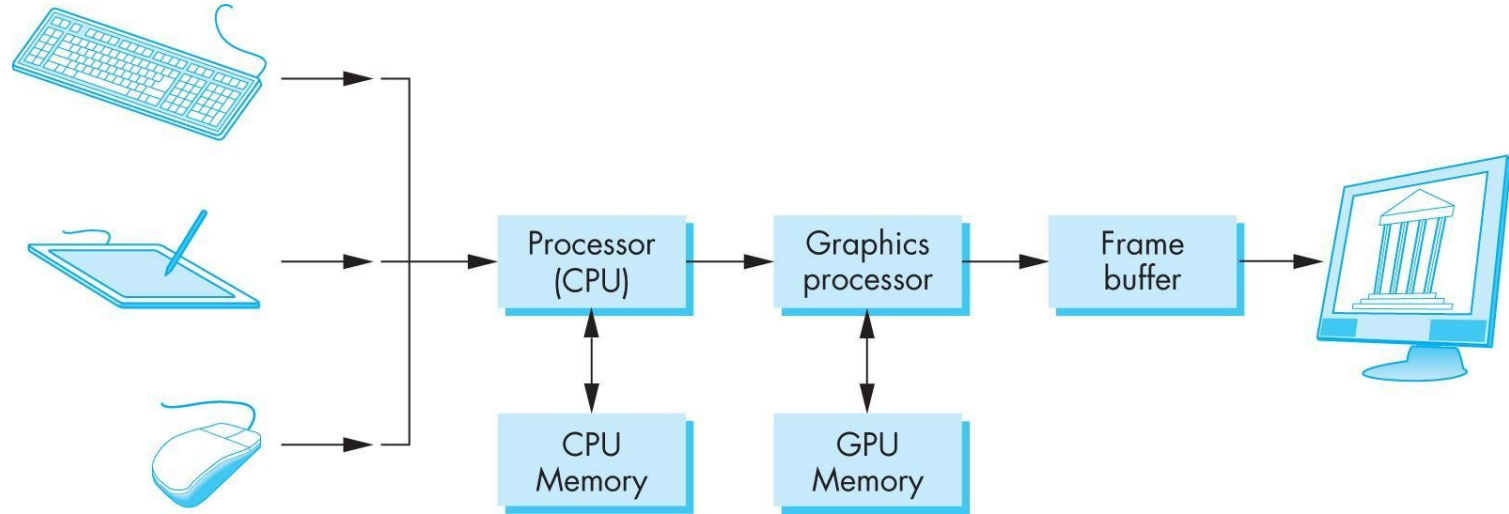 Processor
(CPU)
Graphics
processor
Frame
buffer
CPU
Memory
GPU
Memory